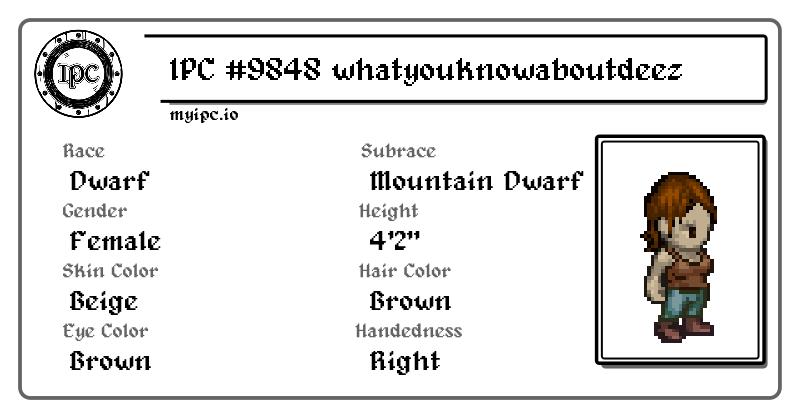 IPC
IPC #9848 whatyouknowaboutdeez
myipc.io
Race
Subrace
Dwarf
Mountain Dwarf
Gender
Height
Female
4'2"
Skin Color
Hair Color
Beige
Brown
Eye Color
Handedness
Brown
Right